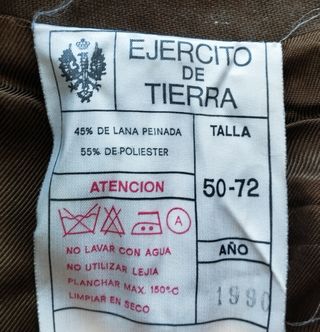 EJERCITO
DE
TIERRA
45% DE LANA PEINADA
55% DE POLIESTER
TALLA
50-72
ATENCION
A
NO LAVAR CON AGUA
NO UTILIZAR LEJIA
PLANCHAR MAX. 150ºC
LIMPIAR EN SECO
AÑO
1990